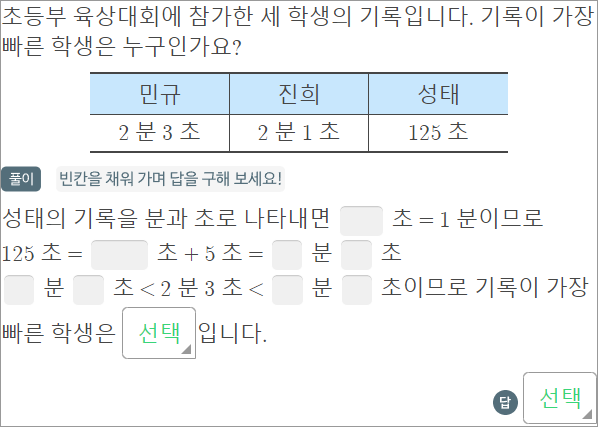 초등부 육상대회에 참가한 세 학생의 기록입니다. 기록이 가장
빠른 학생은 누구인가요?
민규 진희 성태
2 분 3 초 2 분 1 초 125 초
풀이 빈칸을 채워 가며 답을 구해 보세요!
성태의 기록을 분과 초로 나타내면 초 = 1 분이므로
125 초 = 초 + 5 초 = 분 초
분 초 < 2 분 3 초 < 분 초이므로 기록이 가장
빠른 학생은 선택 입니다.
답 선택